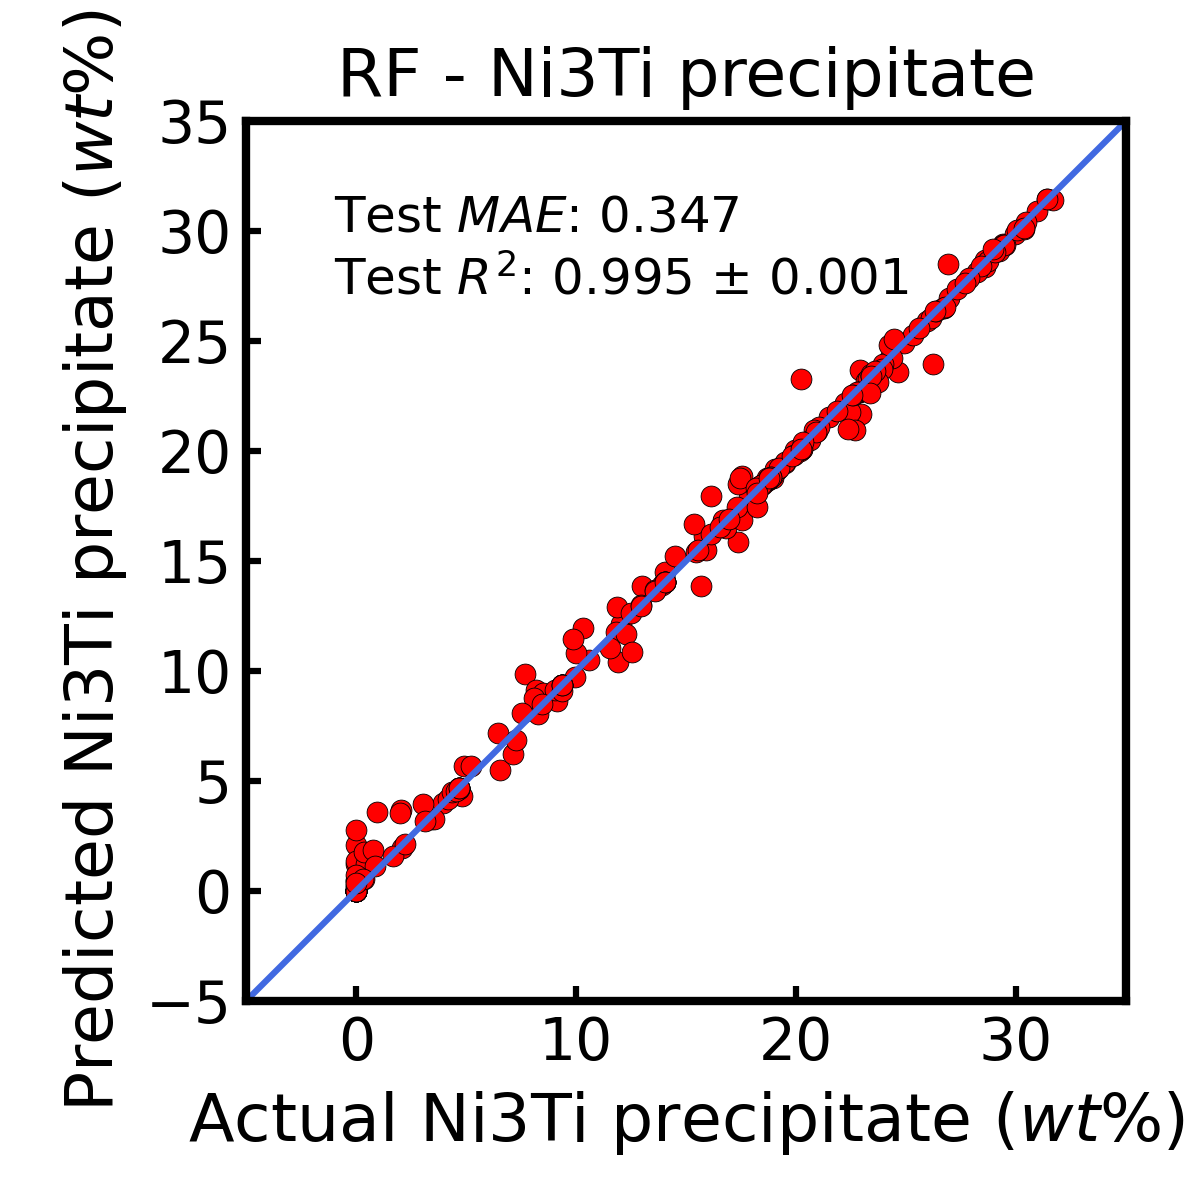 RF - Ni3Ti precipitate
Predicted Ni3Ti precipitate (wt%)
35
30
25
20
15
10
5
0
−5
Test MAE: 0.347
Test R²: 0.995 ± 0.001
0 10 20 30
Actual Ni3Ti precipitate (wt%)